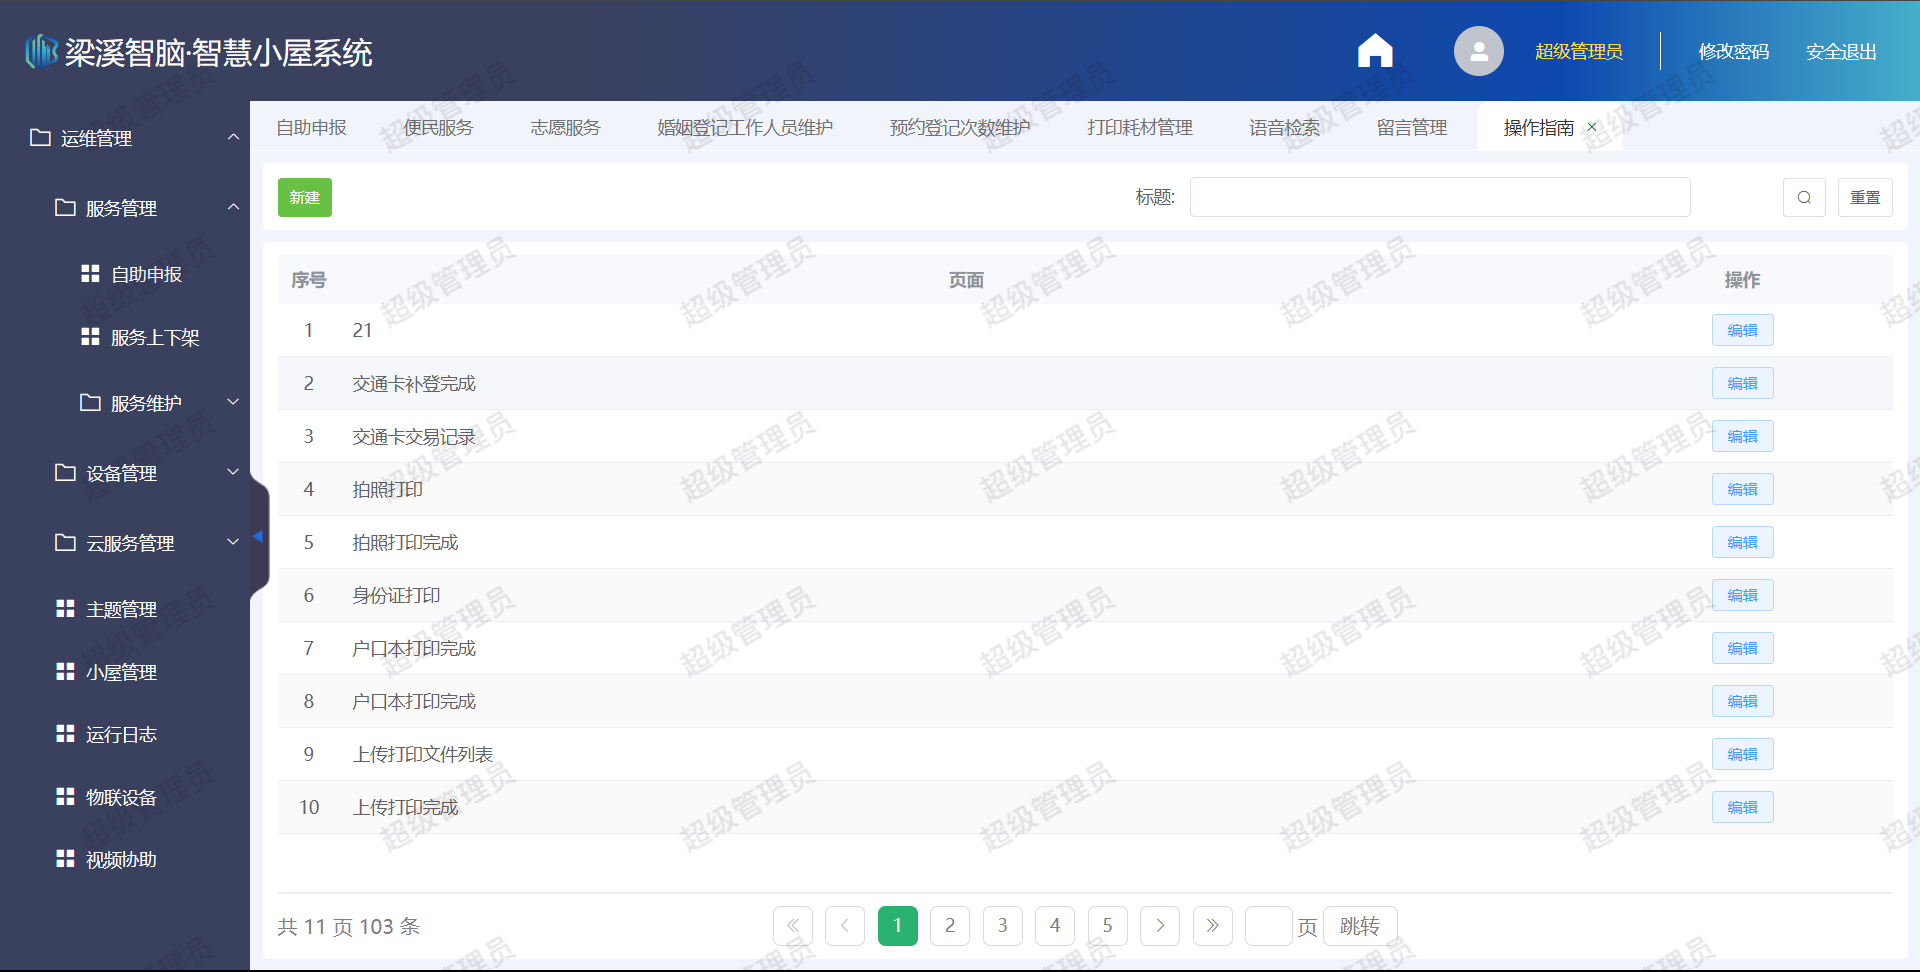 梁溪智脑·智慧小屋系统
超级管理员
修改密码
安全退出
运维管理
服务管理
自助申报
服务上下架
服务维护
设备管理
云服务管理
主题管理
小屋管理
运行日志
物联设备
视频协助
自助申报 便民服务 志愿服务 婚姻登记工作人员维护 预约登记次数维护 打印耗材管理 语音检索 留言管理 操作指南 ×
新建 标题: 重置
序号 页面 操作
1 21 编辑
2 交通卡补登完成 编辑
3 交通卡交易记录 编辑
4 拍照打印 编辑
5 拍照打印完成 编辑
6 身份证打印 编辑
7 户口本打印完成 编辑
8 户口本打印完成 编辑
9 上传打印文件列表 编辑
10 上传打印完成 编辑
共 11 页 103 条 1 2 3 4 5 页 跳转
超级管理员